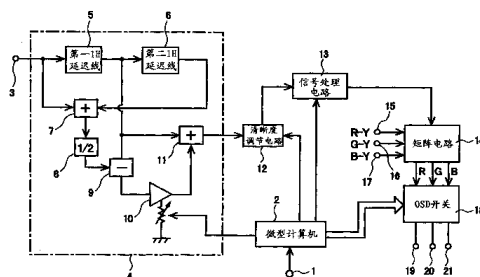 5
6
第一1H
延迟线
第二1H
延迟线
3
+
7
1/2
8
−
9
10
+
11
清晰度
调节电路
12
13
信号处理
电路
15
R-Y
G-Y
16
B-Y
17
矩阵电路
14
R G B
OSD开关
18
19 20 21
2
微型计算机
1
4